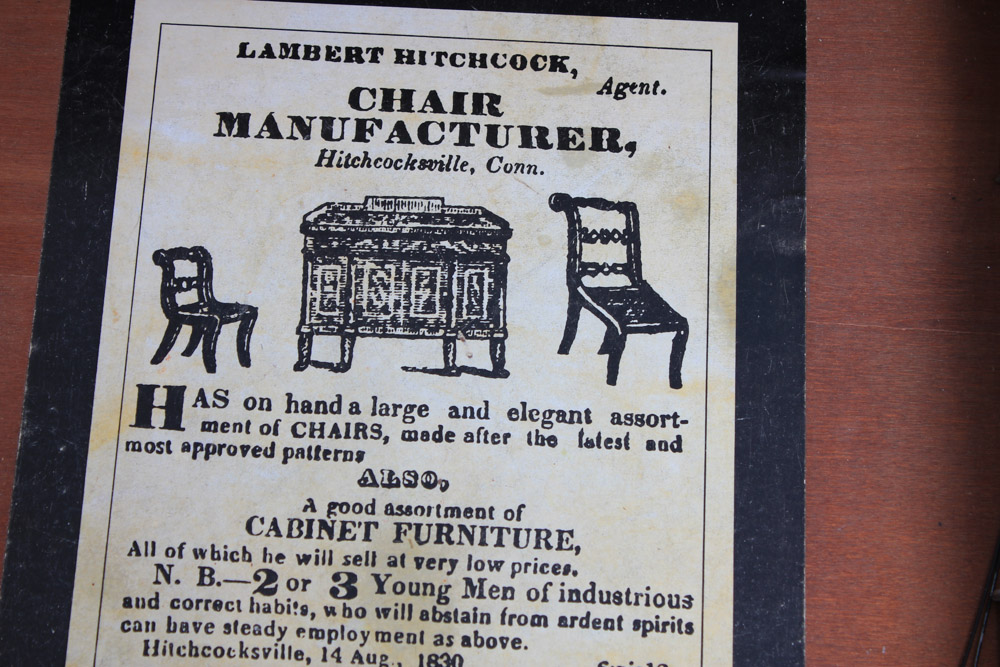 LAMBERT HITCHCOCK,
Agent.
CHAIR
MANUFACTURER,
Hitchcocksville, Conn.
HAS on hand a large and elegant assort-
ment of CHAIRS, made after the latest and
most approved patterns
ALSO,
A good assortment of
CABINET FURNITURE,
All of which he will sell at very low prices.
N. B.—2 or 3 Young Men of industrious
and correct habits, who will abstain from ardent spirits
can have steady employment as above.
Hitchcocksville, 14 Aug., 1830